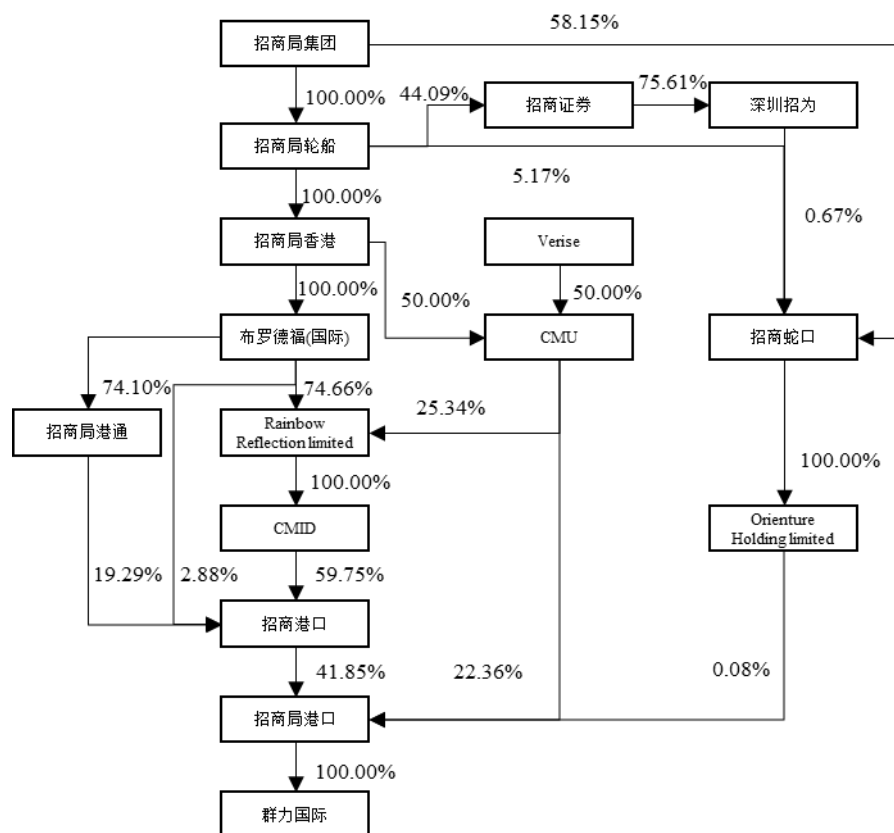 58.15%
招商局集团
100.00%
44.09%
招商证券
75.61%
深圳招为
招商局轮船
5.17%
100.00%
0.67%
招商局香港
Verise
100.00%
50.00%
50.00%
布罗德福(国际)
CMU
招商蛇口
74.10%
74.66%
25.34%
招商局港通
Rainbow
Reflection limited
100.00%
100.00%
CMID
Orienture
Holding limited
19.29%
2.88%
59.75%
招商港口
41.85%
22.36%
0.08%
招商局港口
100.00%
群力国际